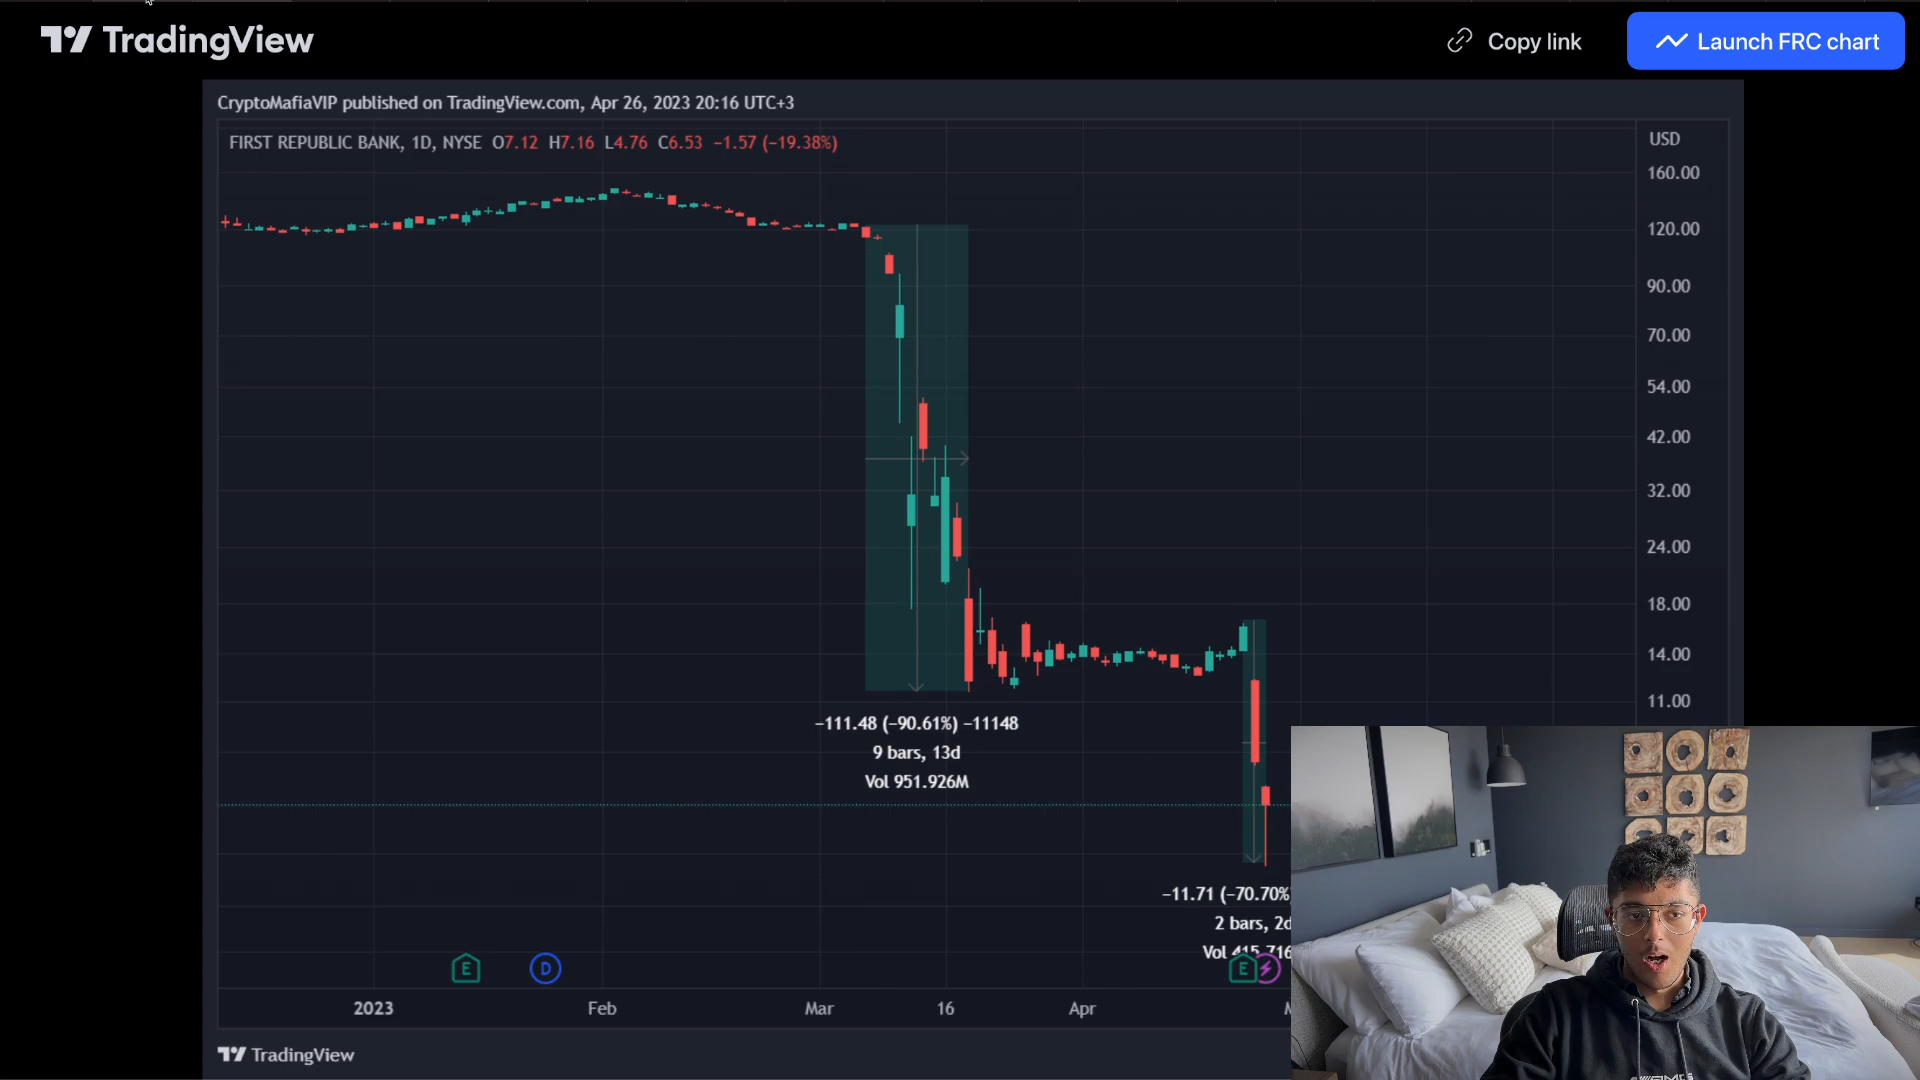 TradingView
Copy link
Launch FRC chart
CryptoMafiaVIP published on TradingView.com, Apr 26, 2023 20:16 UTC+3
FIRST REPUBLIC BANK, 1D, NYSE O7.12 H7.16 L4.76 C6.53 −1.57 (−19.38%)
USD
160.00
120.00
90.00
70.00
54.00
42.00
32.00
24.00
18.00
14.00
11.00
−111.48 (−90.61%) −11148
9 bars, 13d
Vol 951.926M
−11.71 (−70.70%
2 bars, 2d
Vol 415.716
E
D
E
2023
Feb
Mar
16
Apr
TradingView